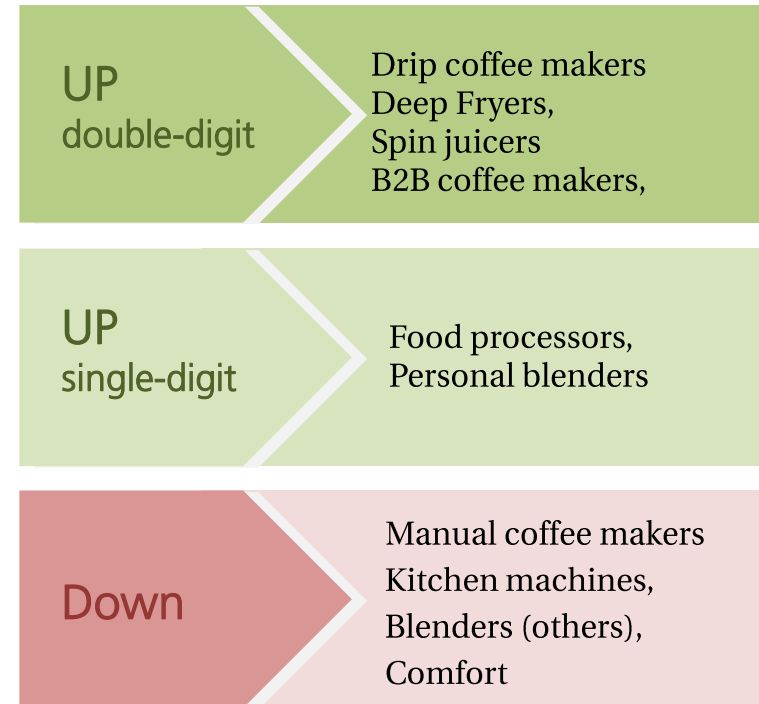 UP
double-digit
Drip coffee makers
Deep Fryers,
Spin juicers
B2B coffee makers,
UP
single-digit
Food processors,
Personal blenders
Down
Manual coffee makers
Kitchen machines,
Blenders (others),
Comfort